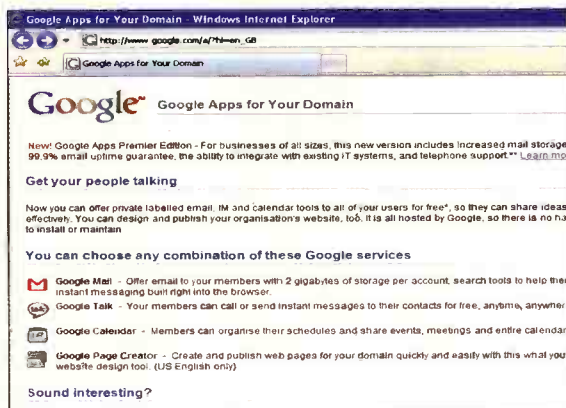 Google Apps for Your Domain - Windows Internet Explorer
http://www.google.com/a/?hl=en_GB
Google Apps for Your Domain
Google™ Google Apps for Your Domain
New! Google Apps Premier Edition - For businesses of all sizes, this new version includes increased mail storage
99.9% email uptime guarantee, the ability to integrate with existing IT systems, and telephone support.** Learn mo
Get your people talking
Now you can offer private labelled email, IM and calendar tools to all of your users for free*, so they can share ideas
effectively. You can design and publish your organisation's website, too. It is all hosted by Google, so there is no ha
to install or maintain
You can choose any combination of these Google services
Google Mail - Offer email to your members with 2 gigabytes of storage per account, search tools to help the
instant messaging built right into the browser.
Google Talk - Your members can call or send instant messages to their contacts for free, anytime, anywher
talk
Google Calendar - Members can organise their schedules and share events, meetings and entire calendar
Google Page Creator - Create and publish web pages for your domain quickly and easily with this what you
website design tool. (US English only)
Sound interesting?